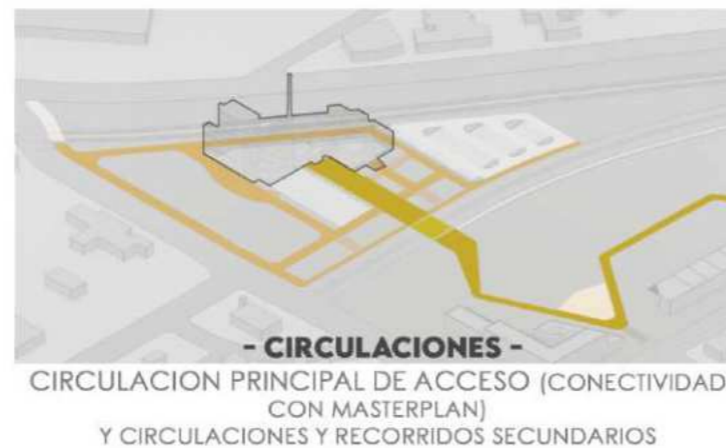 - CIRCULACIONES -
CIRCULACION PRINCIPAL DE ACCESO (CONECTIVIDAD
CON MASTERPLAN)
Y CIRCULACIONES Y RECORRIDOS SECUNDARIOS